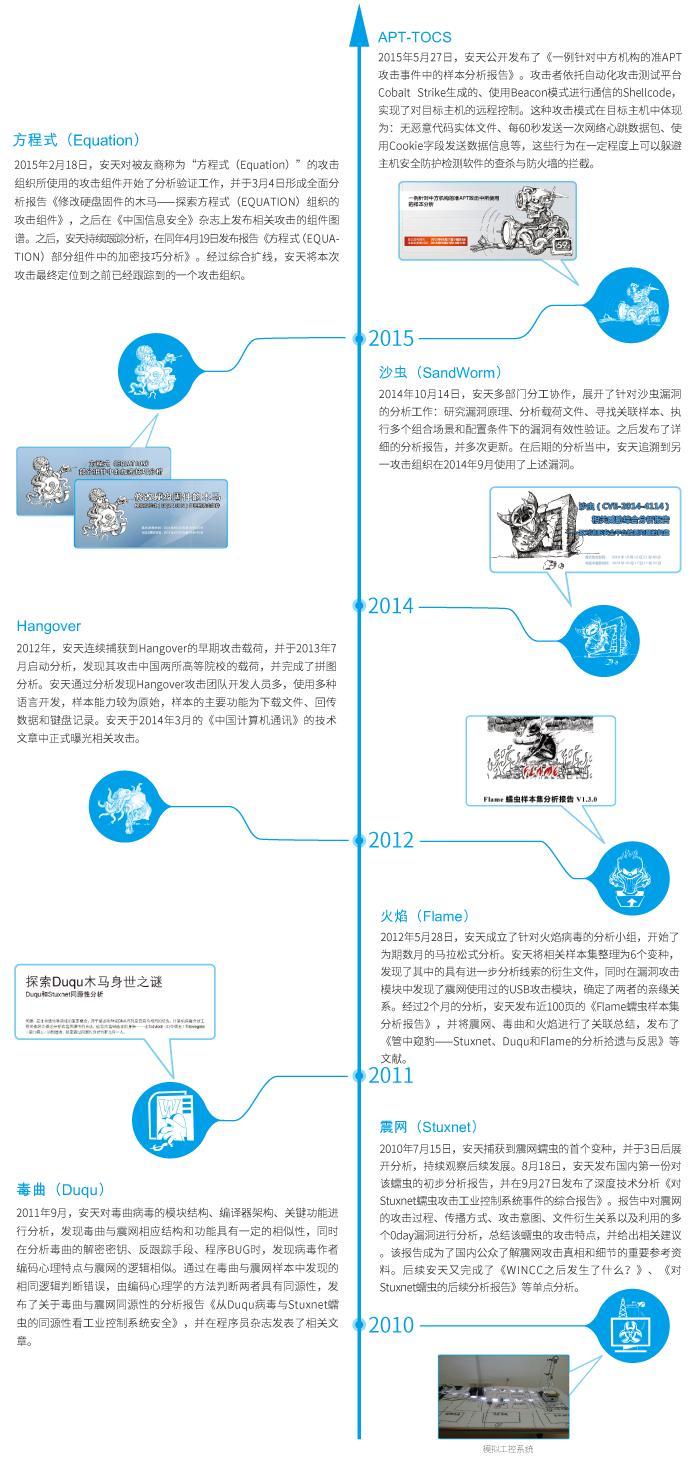 APT-TOCS
2015年5月27日，安天公开发布了《一例针对中方机构的准APT
攻击事件中的样本分析报告》。攻击者依托自动化攻击测试平台
Cobalt Strike生成的、使用Beacon模式进行通信的Shellcode，
实现了对目标主机的远程控制。这种攻击模式在目标主机中体现
为：无恶意代码实体文件、每60秒发送一次网络心跳数据包、使
用Cookie字段发送数据信息等，这些行为在一定程度上可以躲避
主机安全防护检测软件的查杀与防火墙的拦截。
一例针对中方机构的准APT攻击中所使用
的样本分析
方程式（Equation）
2015年2月18日，安天对被友商称为“方程式（Equation）”的攻击
组织所使用的攻击组件开始了分析验证工作，并于3月4日形成全面分
析报告《修改硬盘固件的木马——探索方程式（EQUATION）组织的
攻击组件》，之后在《中国信息安全》杂志上发布相关攻击的组件图
谱。之后，安天持续跟踪分析，在同年4月19日发布报告《方程式（EQUA-
TION）部分组件中的加密技巧分析》。经过综合扩线，安天将本次
攻击最终定位到之前已经跟踪到的一个攻击组织。
2015
方程式（EQUATION）
部分组件中的加密技巧分析
修改硬盘固件的木马
沙虫（SandWorm）
2014年10月14日，安天多部门分工协作，展开了针对沙虫漏洞
的分析工作：研究漏洞原理、分析载荷文件、寻找关联样本、执
行多个组合场景和配置条件下的漏洞有效性验证。之后发布了详
细的分析报告，并多次更新。在后期的分析当中，安天追溯到另
一攻击组织在2014年9月使用了上述漏洞。
沙虫（CVE-2014-4114）
相关威胁综合分析报告
2014
Hangover
2012年，安天连续捕获到Hangover的早期攻击载荷，并于2013年7
月启动分析，发现其攻击中国两所高等院校的载荷，并完成了拼图
分析。安天通过分析发现Hangover攻击团队开发人员多，使用多种
语言开发，样本能力较为原始，样本的主要功能为下载文件、回传
数据和键盘记录。安天于2014年3月的《中国计算机通讯》的技术
文章中正式曝光相关攻击。
Flame 蠕虫样本集分析报告 V1.3.0
2012
火焰（Flame）
2012年5月28日，安天成立了针对火焰病毒的分析小组，开始了
为期数月的马拉松式分析。安天将相关样本集整理为6个变种，
发现了其中的具有进一步分析线索的衍生文件，同时在漏洞攻击
模块中发现了震网使用过的USB攻击模块，确定了两者的亲缘关
系。经过2个月的分析，安天发布近100页的《Flame蠕虫样本集
分析报告》，并将震网、毒曲和火焰进行了关联总结，发布了
《管中窥豹——Stuxnet、Duqu和Flame的分析拾遗与反思》等
文献。
探索Duqu木马身世之谜
Duqu和Stuxnet同源性分析
2011
毒曲（Duqu）
2011年9月，安天对毒曲病毒的模块结构、编译器架构、关键功能进
行分析，发现毒曲与震网相应结构和功能具有一定的相似性，同时
在分析毒曲的解密密钥、反跟踪手段、程序BUG时，发现病毒作者
编码心理特点与震网的逻辑相似。通过在毒曲与震网样本中发现的
相同逻辑判断错误，由编码心理学的方法判断两者具有同源性，发
布了关于毒曲与震网同源性的分析报告《从Duqu病毒与Stuxnet蠕
虫的同源性看工业控制系统安全》，并在程序员杂志发表了相关文
章。
震网（Stuxnet）
2010年7月15日，安天捕获到震网蠕虫的首个变种，并于3日后展
开分析，持续观察后续发展。8月18日，安天发布国内第一份对
该蠕虫的初步分析报告，并在9月27日发布了深度技术分析《对
Stuxnet蠕虫攻击工业控制系统事件的综合报告》。报告中对震网
的攻击过程、传播方式、攻击意图、文件衍生关系以及利用的多
个0day漏洞进行分析，总结该蠕虫的攻击特点，并给出相关建议
。该报告成为了国内公众了解震网攻击真相和细节的重要参考资
料。后续安天又完成了《WINCC之后发生了什么？》、《对
Stuxnet蠕虫的后续分析报告》等单点分析。
2010
模拟工控系统